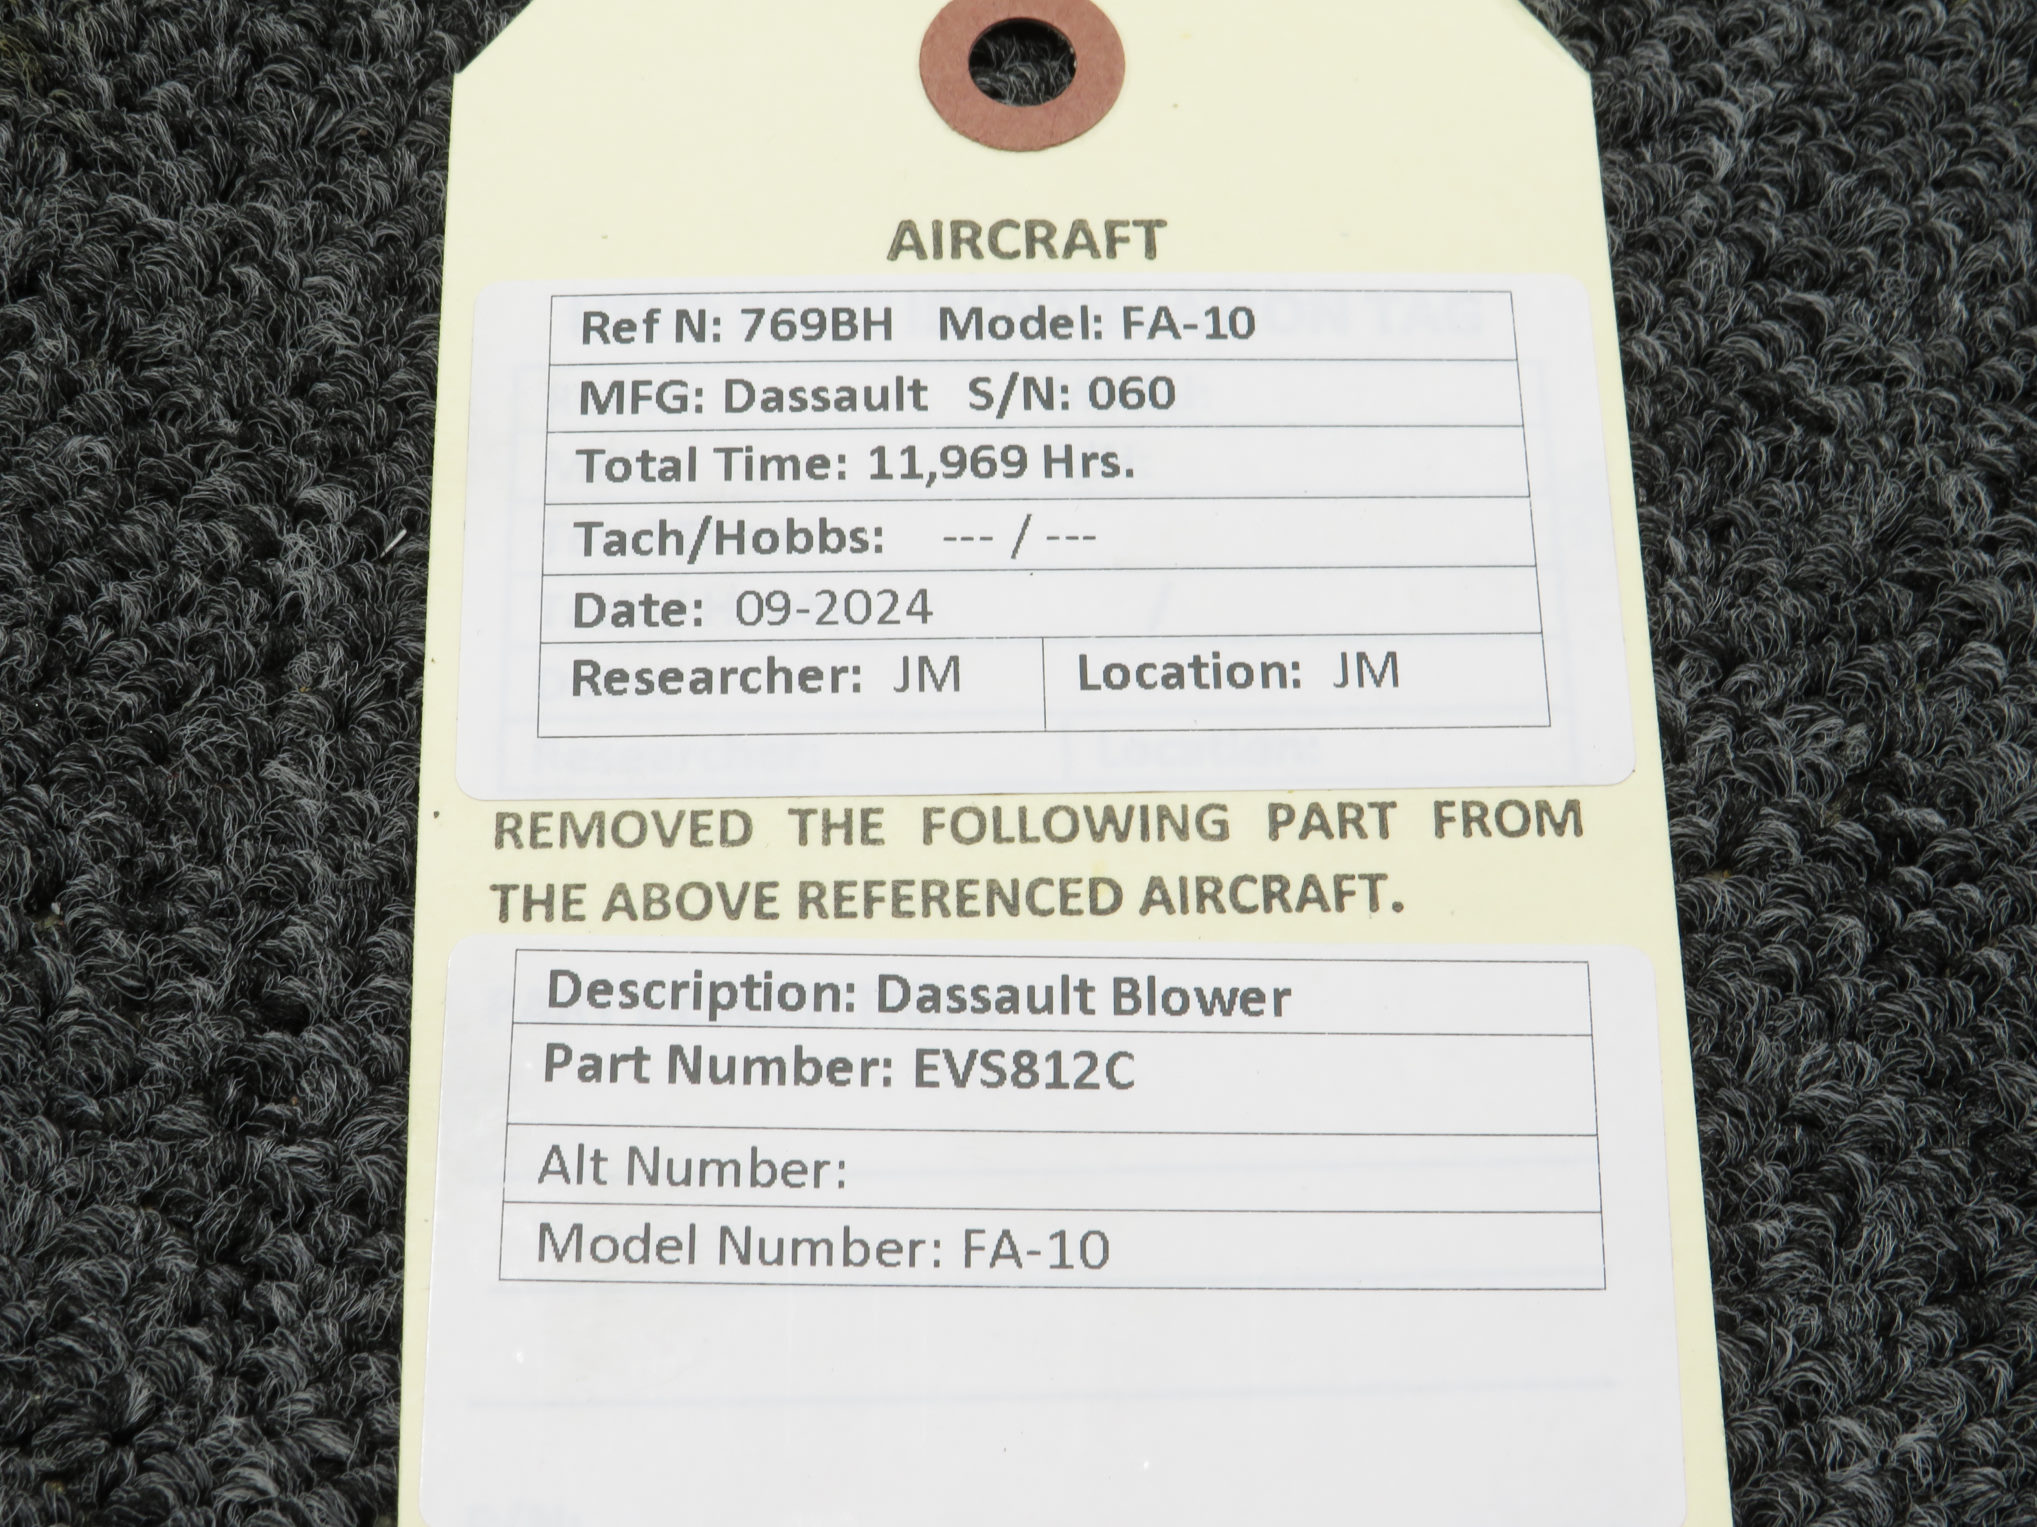 AIRCRAFT
Ref N: 769BH Model: FA-10
MFG: Dassault S/N: 060
Total Time: 11,969 Hrs.
Tach/Hobbs: --- / ---
Date: 09-2024
Researcher: JM Location: JM
REMOVED THE FOLLOWING PART FROM
THE ABOVE REFERENCED AIRCRAFT.
Description: Dassault Blower
Part Number: EVS812C
Alt Number:
Model Number: FA-10